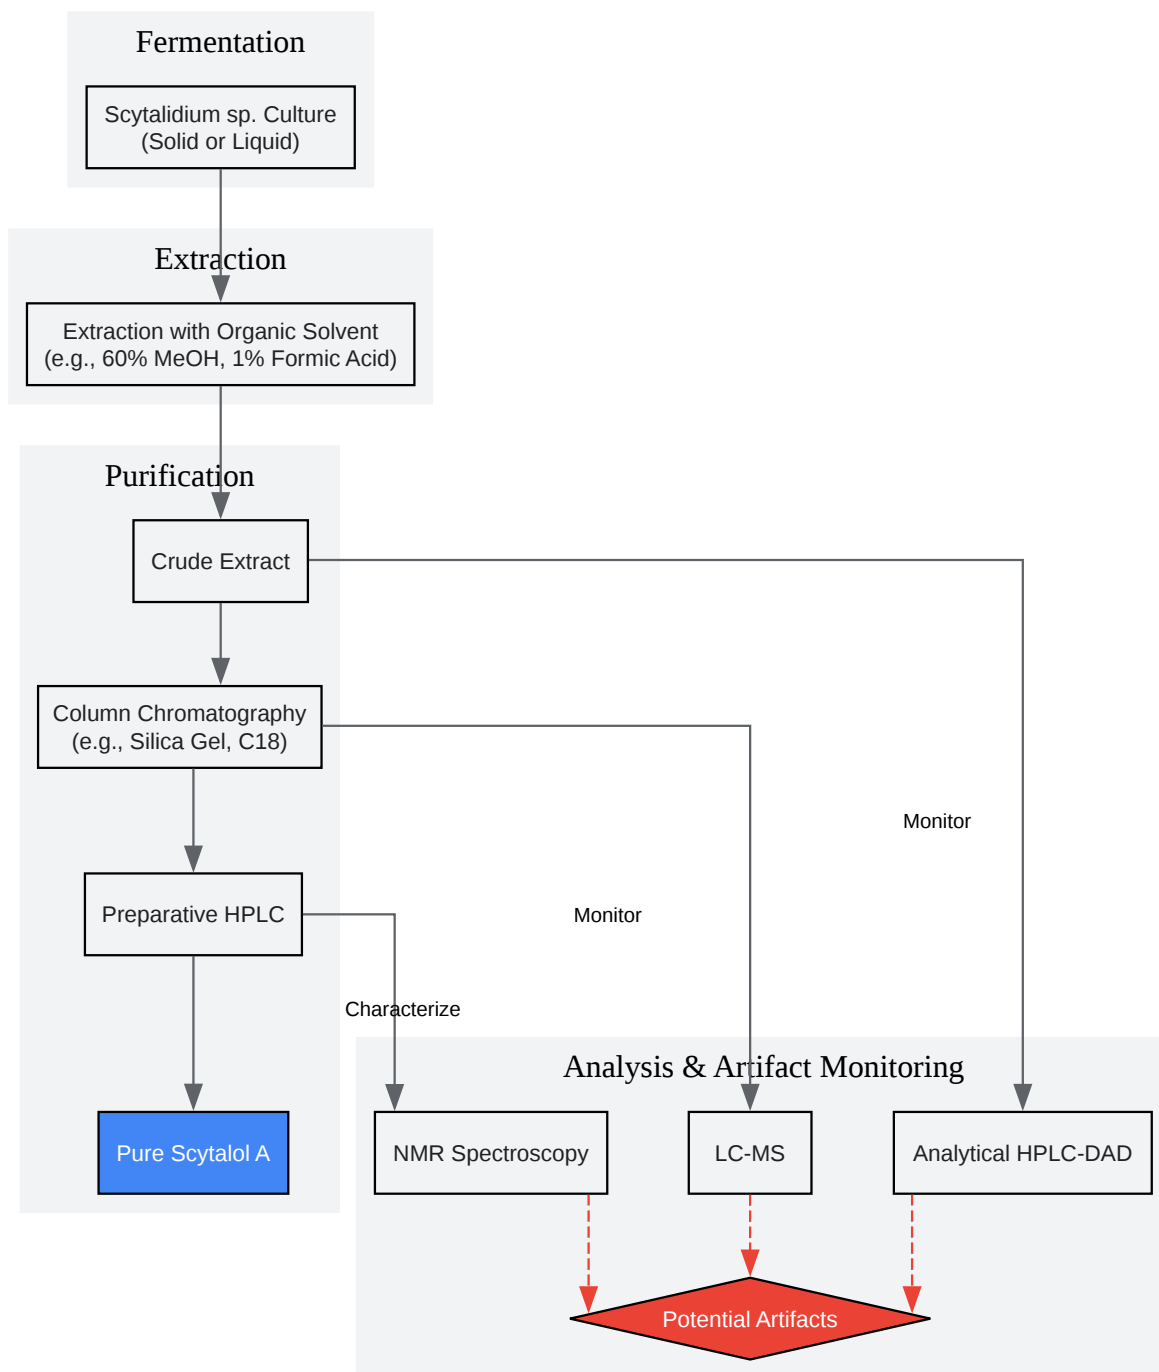 Fermentation
Scytalidium sp. Culture
(Solid or Liquid)
Extraction
Extraction with Organic Solvent
(e.g., 60% MeOH, 1% Formic Acid)
Purification
Crude Extract
Column Chromatography
(e.g., Silica Gel, C18)
Monitor
Preparative HPLC
Monitor
Characterize
Analysis & Artifact Monitoring
Pure Scytalol A
NMR Spectroscopy
LC-MS
Analytical HPLC-DAD
Potential Artifacts